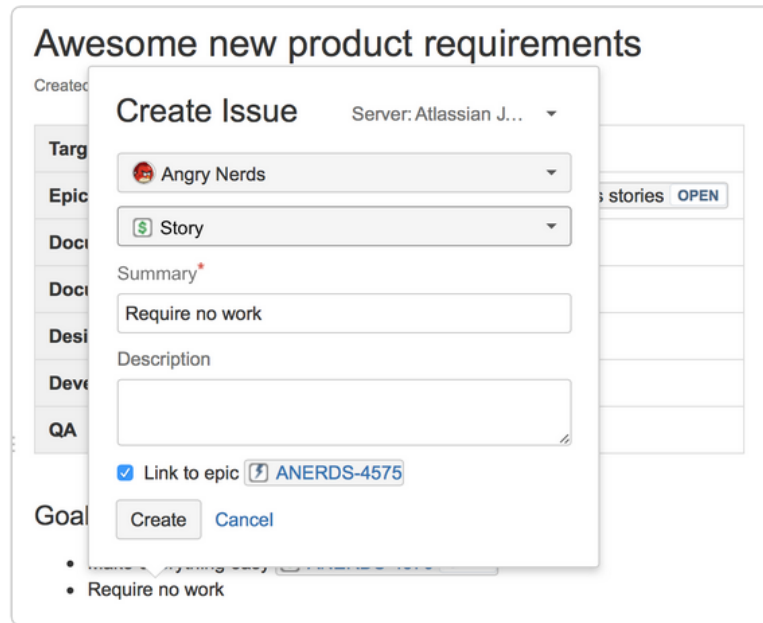 Awesome new product requirements
Created
Create Issue Server: Atlassian J...
Targ
Angry Nerds
Epic
stories OPEN
Story
Docu
Summary*
Docu
Require no work
Desi
Description
Deve
QA
Link to epic ANERDS-4575
Goal
Create Cancel
Require no work